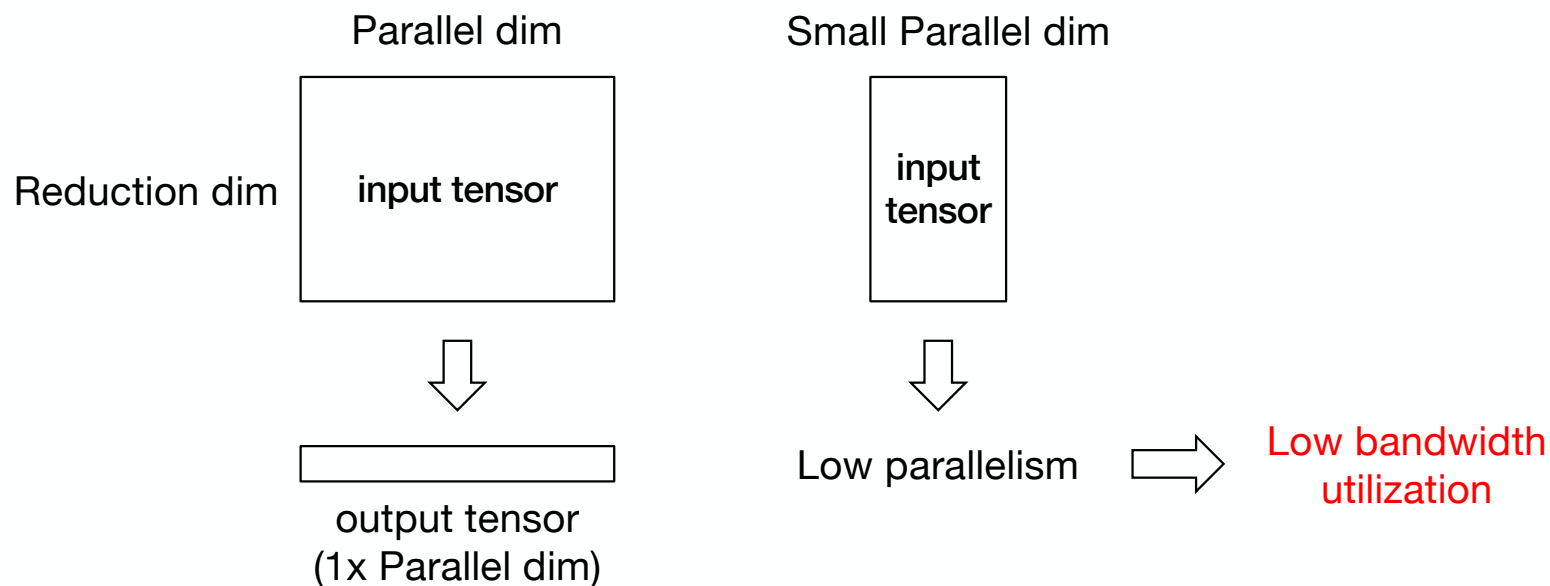 Parallel dim
Small Parallel dim
Reduction dim
input tensor
input
tensor
Low parallelism
Low bandwidth
utilization
output tensor
(1x Parallel dim)